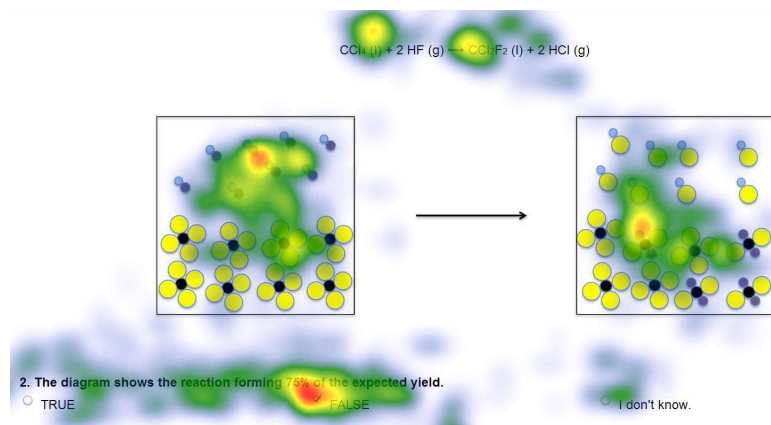 CCl₄ (l) + 2 HF (g) ⟶ CCl₂F₂ (l) + 2 HCl (g)
2. The diagram shows the reaction forming 75% of the expected yield.
TRUE
FALSE
I don't know.